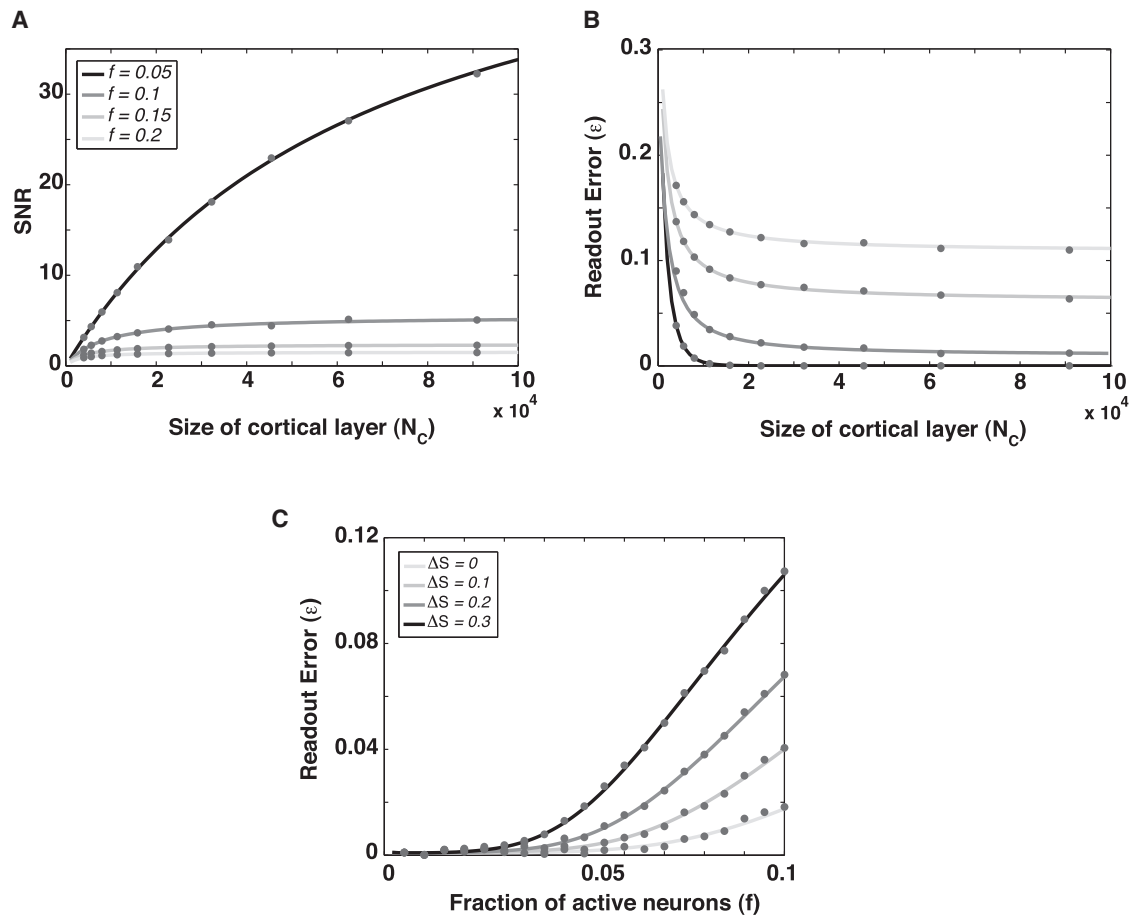 A
SNR
30
20
10
0
f = 0.05
f = 0.1
f = 0.15
f = 0.2
0 2 4 6 8 10
x 10^4
Size of cortical layer (N_C)
B
Readout Error (ε)
0.3
0.2
0.1
0
0 2 4 6 8 10
x 10^4
Size of cortical layer (N_C)
C
Readout Error (ε)
0.12
0.08
0.04
0
ΔS = 0
ΔS = 0.1
ΔS = 0.2
ΔS = 0.3
0 0.05 0.1
Fraction of active neurons (f)